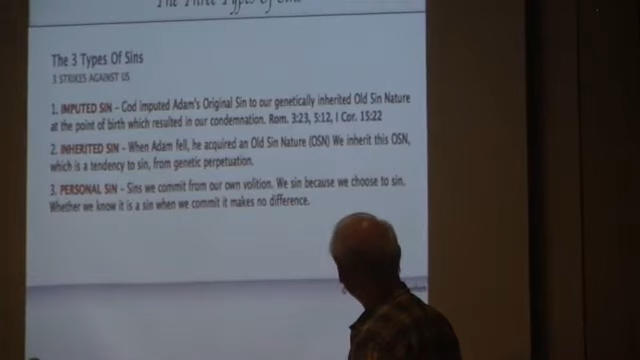 The Three Types Of Sins
The 3 Types Of Sins
3 STRIKES AGAINST US
1. IMPUTED SIN – God imputed Adam's Original Sin to our genetically inherited Old Sin Nature
at the point of birth which resulted in our condemnation. Rom. 3:23, 5:12, I Cor. 15:22
2. INHERITED SIN – When Adam fell, he acquired an Old Sin Nature (OSN) We inherit this OSN,
which is a tendency to sin, from genetic perpetuation.
3. PERSONAL SIN – Sins we commit from our own volition. We sin because we choose to sin.
Whether we know it is a sin when we commit it makes no difference.